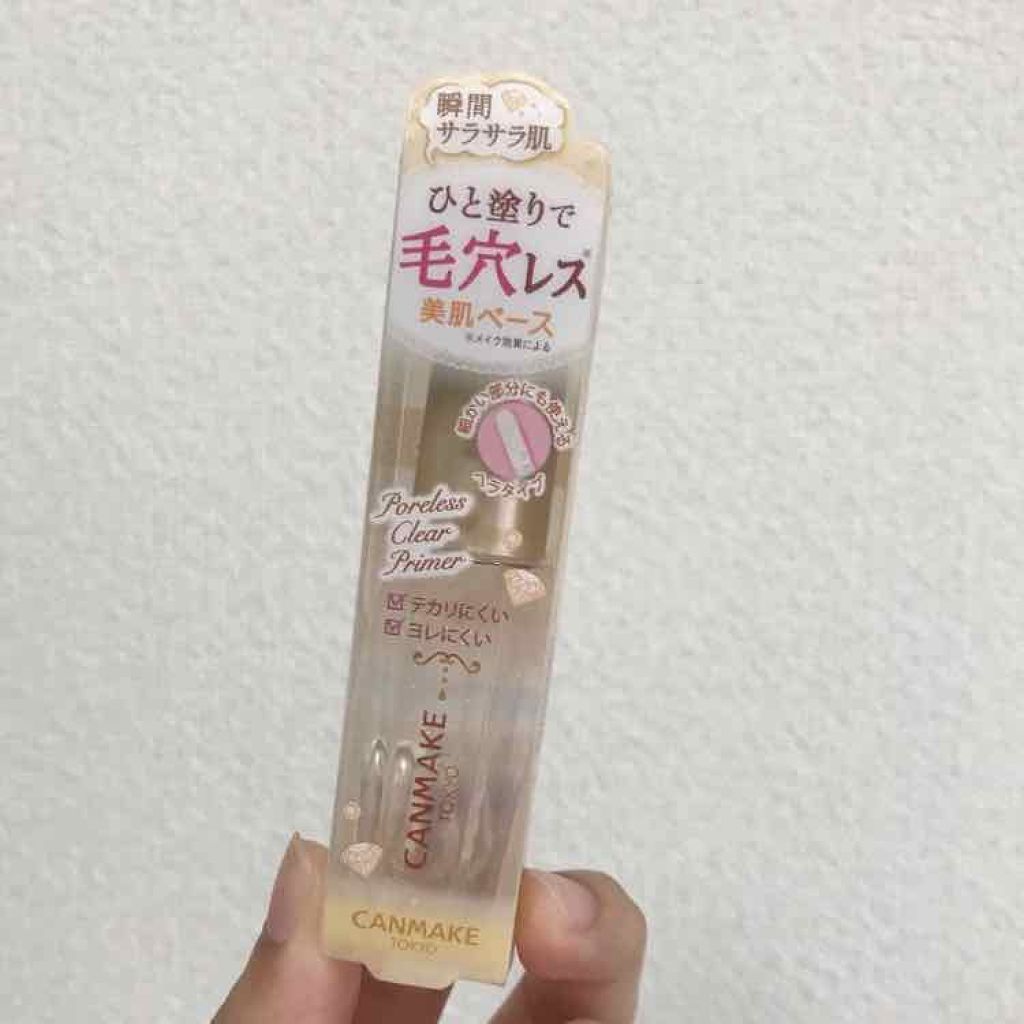 瞬間
サラサラ肌
ひと塗りで
毛穴レス※
美肌ベース
※メイク効果による
細かい部分にも使える
ヘラタイプ
Poreless
Clear
Primer
テカリにくい
ヨレにくい
CANMAKE
TOKYO
CANMAKE
TOKYO